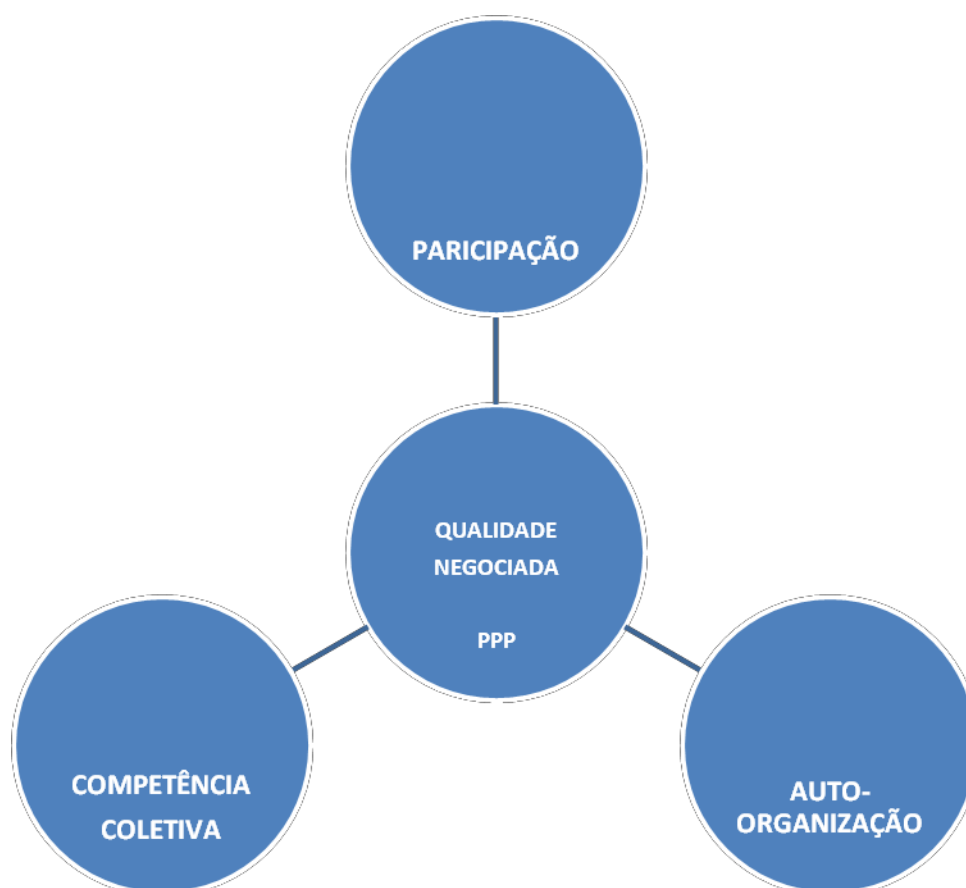 PARICIPAÇÃO
QUALIDADE
NEGOCIADA
PPP
COMPETÊNCIA
COLETIVA
AUTO-
ORGANIZAÇÃO